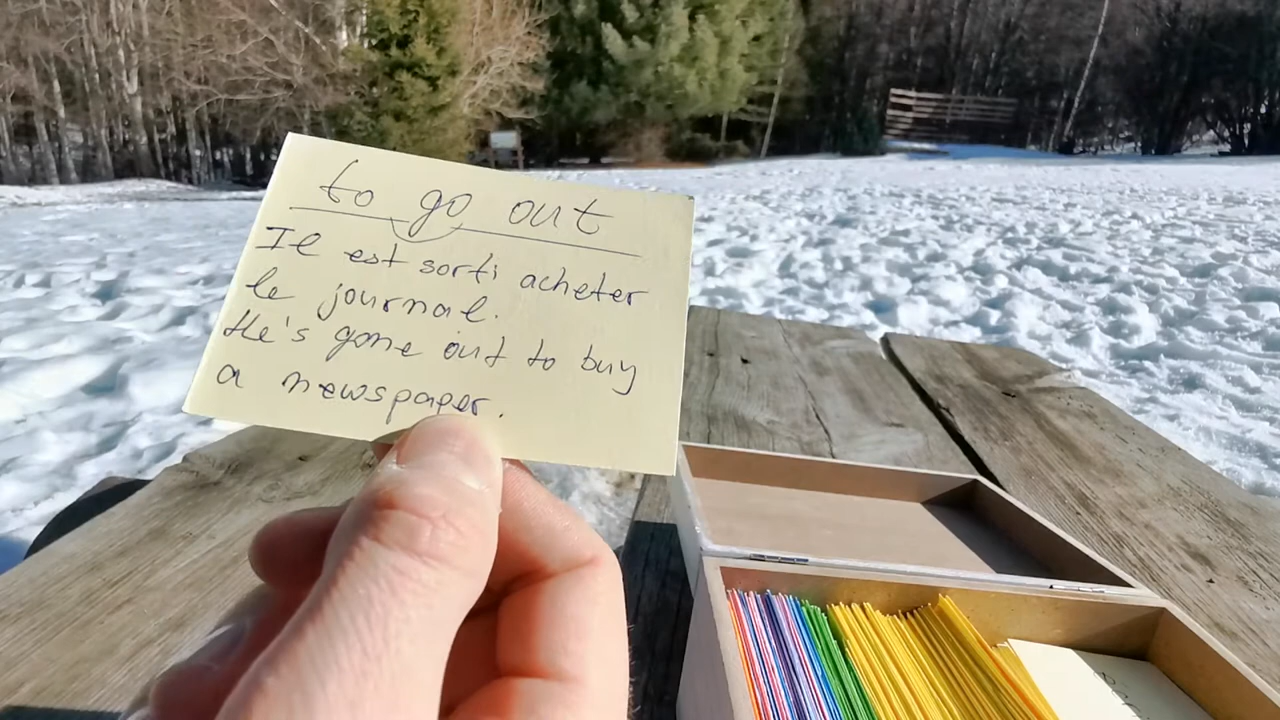 to go out
Il est sorti acheter
le journal.
He's gone out to buy
a newspaper.